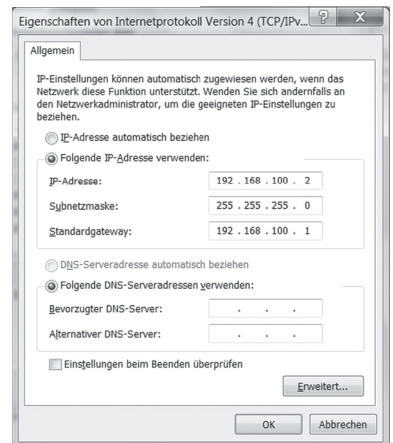 Eigenschaften von Internetprotokoll Version 4 (TCP/IPv...
Allgemein
IP-Einstellungen können automatisch zugewiesen werden, wenn das
Netzwerk diese Funktion unterstützt. Wenden Sie sich andernfalls an
den Netzwerkadministrator, um die geeigneten IP-Einstellungen zu
beziehen.
IP-Adresse automatisch beziehen
Folgende IP-Adresse verwenden:
IP-Adresse: 192 . 168 . 100 . 2
Subnetzmaske: 255 . 255 . 255 . 0
Standardgateway: 192 . 168 . 100 . 1
DNS-Serveradresse automatisch beziehen
Folgende DNS-Serveradressen verwenden:
Bevorzugter DNS-Server: . . .
Alternativer DNS-Server: . . .
Einstellungen beim Beenden überprüfen
Erweitert...
OK Abbrechen